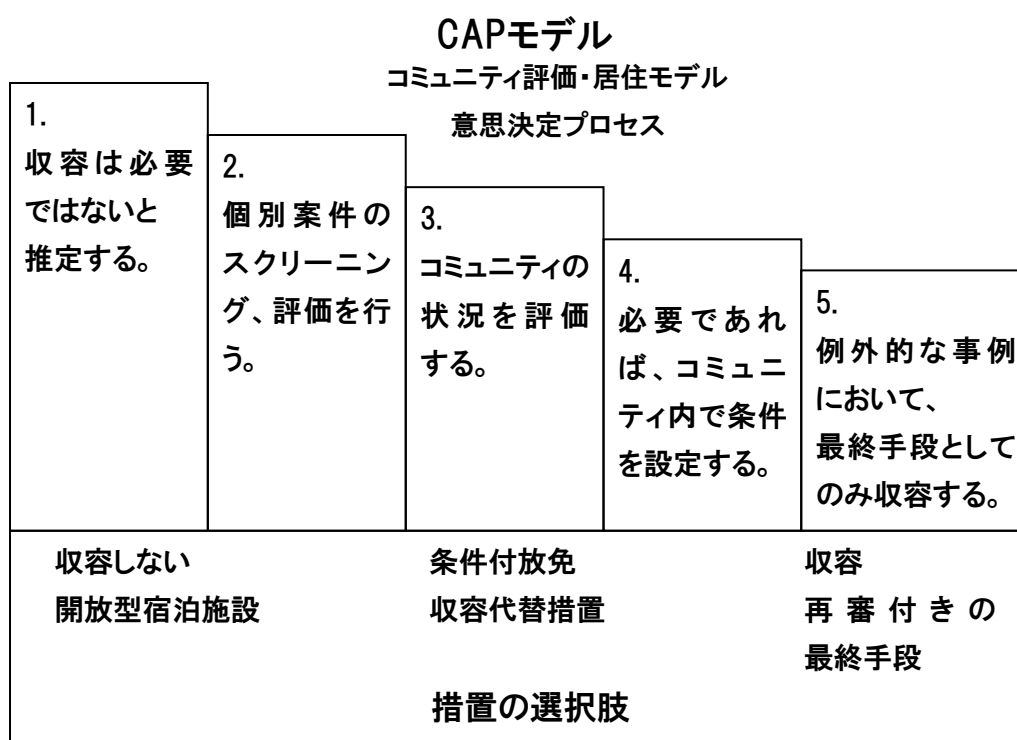 CAPモデル
コミュニティ評価・居住モデル
意思決定プロセス
1.
収容は必要
ではないと
推定する。
2.
個別案件の
スクリーニン
グ、評価を行
う。
3.
コミュニティの
状況を評価
する。
4.
必要であれ
ば、コミュニ
ティ内で条件
を設定する。
5.
例外的な事例
において、
最終手段として
のみ収容する。
収容しない
開放型宿泊施設
条件付放免
収容代替措置
収容
再審付きの
最終手段
措置の選択肢